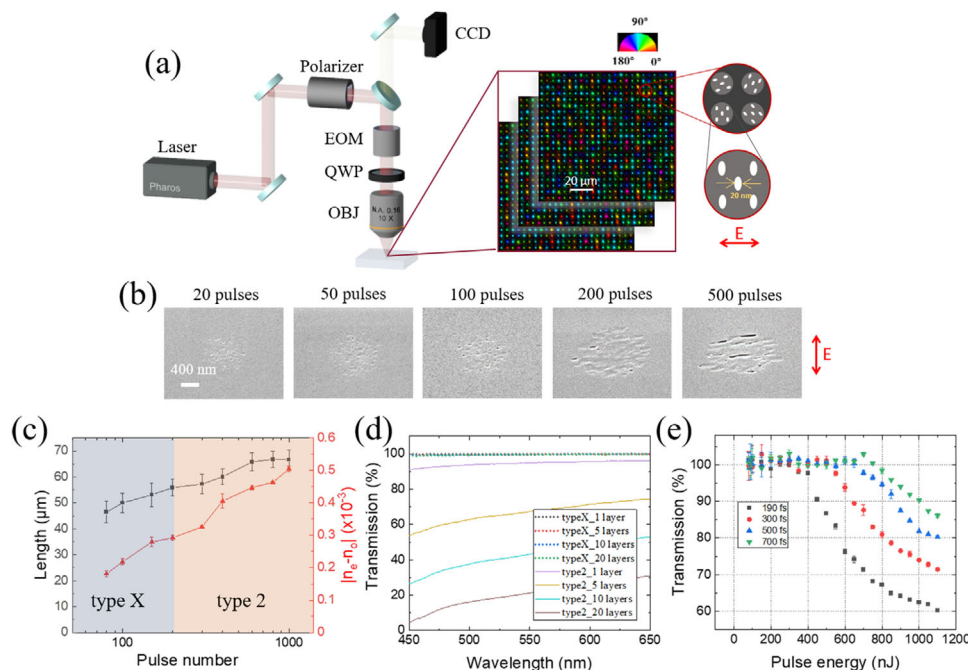 (a)
CCD
Polarizer
EOM
Laser
QWP
Pharos
OBJ
N.A. 0.16
10 X
90°
180°
0°
20 μm
20 nm
E
(b)
20 pulses
50 pulses
100 pulses
200 pulses
500 pulses
400 nm
E
(c)
Length (μm)
70
60
50
40
30
20
10
0
type X
type 2
100
1000
Pulse number
0.6
0.5
0.4
0.3
0.2
0.1
0.0
|nₑ-nₒ| (x10⁻³)
(d)
Transmission (%)
100
80
60
40
20
0
typeX_1 layer
typeX_5 layers
typeX_10 layers
typeX_20 layers
type2_1 layer
type2_5 layers
type2_10 layers
type2_20 layers
450
500
550
600
650
Wavelength (nm)
(e)
Transmission (%)
105
100
95
90
85
80
75
70
65
60
190 fs
300 fs
500 fs
700 fs
0
200
400
600
800
1000
1200
Pulse energy (nJ)